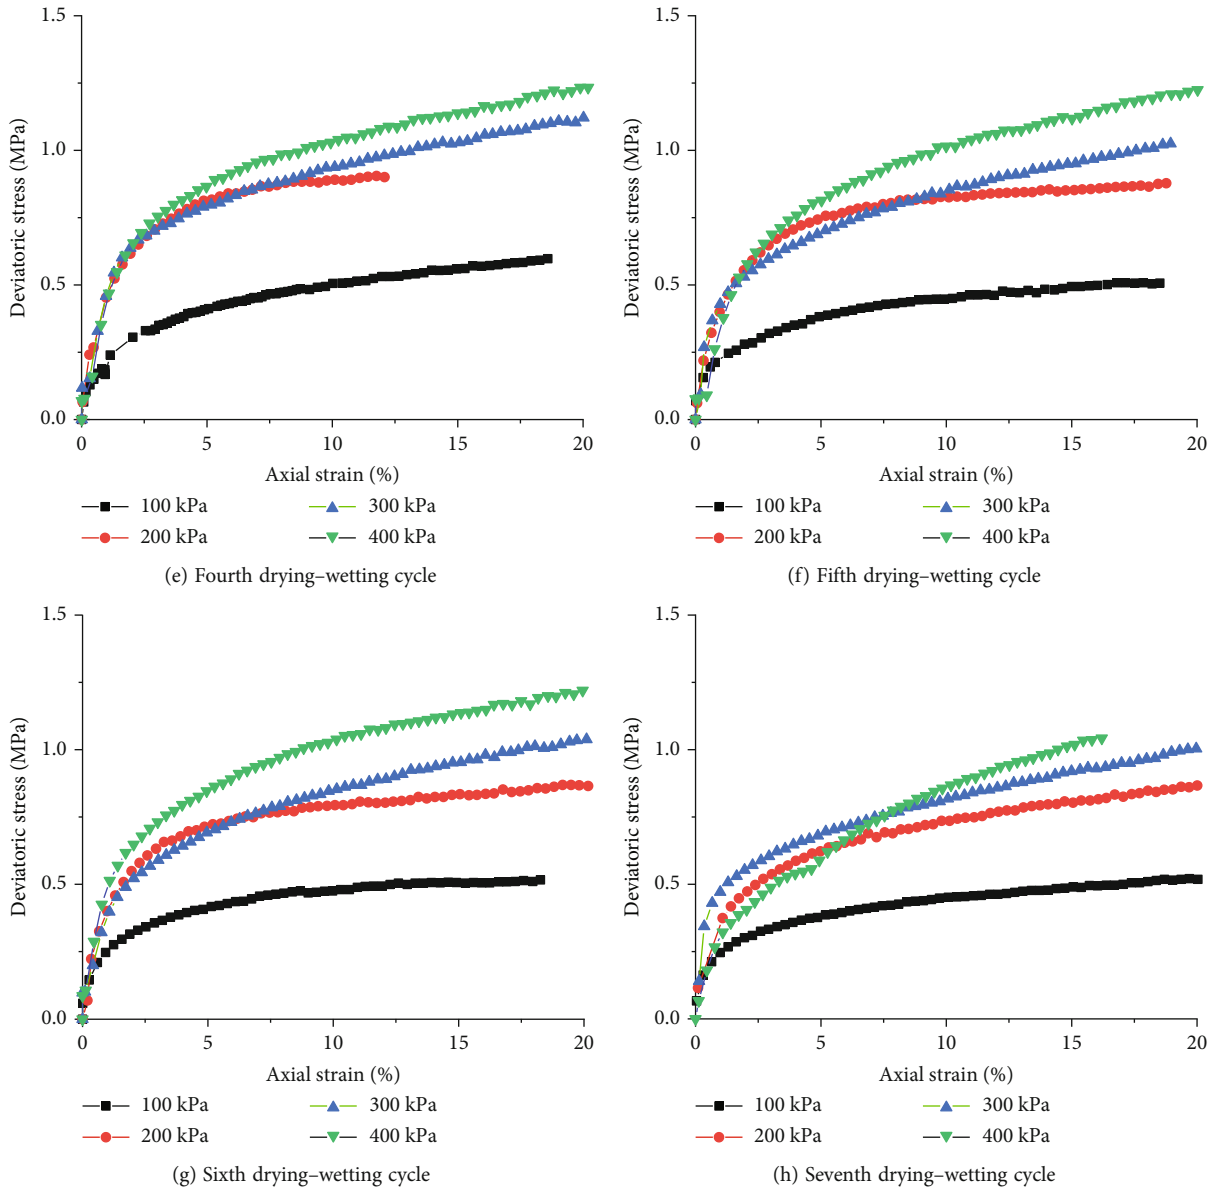 1.5
1.0
0.5
0.0
Deviatoric stress (MPa)
0 5 10 15 20
Axial strain (%)
100 kPa 300 kPa
200 kPa 400 kPa
(e) Fourth drying–wetting cycle
1.5
1.0
0.5
0.0
Deviatoric stress (MPa)
0 5 10 15 20
Axial strain (%)
100 kPa 300 kPa
200 kPa 400 kPa
(f) Fifth drying–wetting cycle
1.5
1.0
0.5
0.0
Deviatoric stress (MPa)
0 5 10 15 20
Axial strain (%)
100 kPa 300 kPa
200 kPa 400 kPa
(g) Sixth drying–wetting cycle
1.5
1.0
0.5
0.0
Deviatoric stress (MPa)
0 5 10 15 20
Axial strain (%)
100 kPa 300 kPa
200 kPa 400 kPa
(h) Seventh drying–wetting cycle